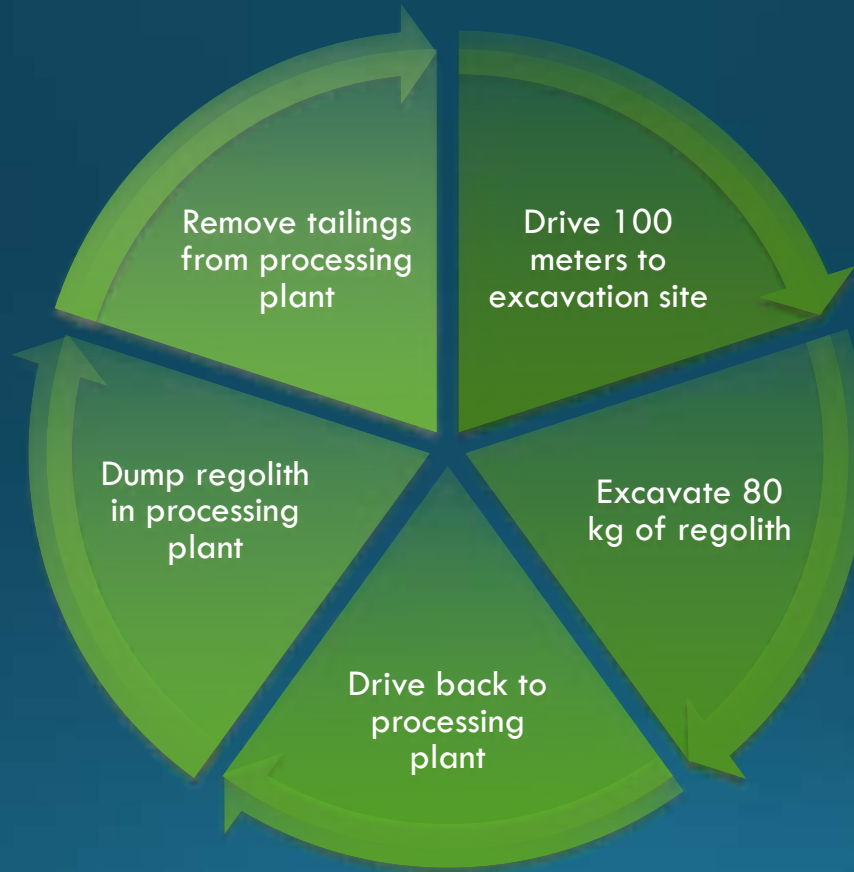 Drive 100
meters to
excavation site
Excavate 80
kg of regolith
Drive back to
processing
plant
Dump regolith
in processing
plant
Remove tailings
from processing
plant